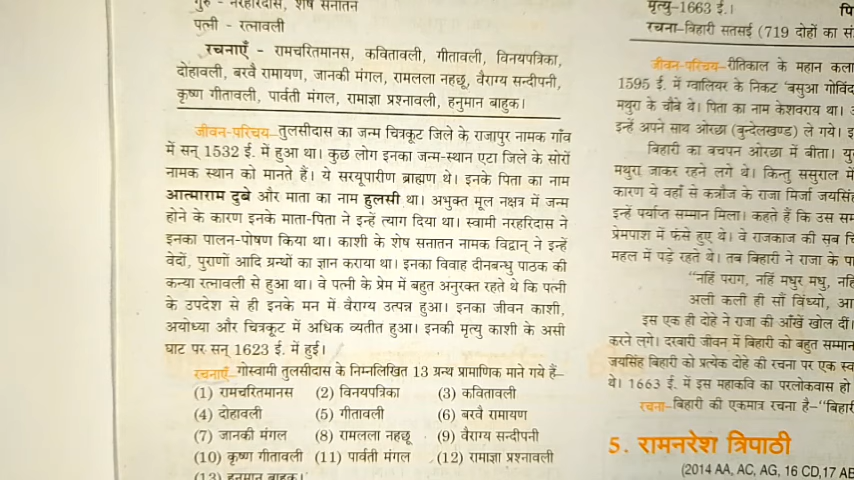 गुरु - नरहरिदास, शेष सनातन
पत्नी - रत्नावली
रचनाएँ - रामचरितमानस, कवितावली, गीतावली, विनयपत्रिका,
दोहावली, बरवै रामायण, जानकी मंगल, रामलला नहछू, वैराग्य सन्दीपनी,
कृष्ण गीतावली, पार्वती मंगल, रामाज्ञा प्रश्नावली, हनुमान बाहुक।
जीवन-परिचय–तुलसीदास का जन्म चित्रकूट जिले के राजापुर नामक गाँव
में सन् 1532 ई. में हुआ था। कुछ लोग इनका जन्म-स्थान एटा जिले के सोरों
नामक स्थान को मानते हैं। ये सरयूपारीण ब्राह्मण थे। इनके पिता का नाम
आत्माराम दुबे और माता का नाम हुलसी था। अभुक्त मूल नक्षत्र में जन्म
होने के कारण इनके माता-पिता ने इन्हें त्याग दिया था। स्वामी नरहरिदास ने
इनका पालन-पोषण किया था। काशी के शेष सनातन नामक विद्वान् ने इन्हें
वेदों, पुराणों आदि ग्रन्थों का ज्ञान कराया था। इनका विवाह दीनबन्धु पाठक की
कन्या रत्नावली से हुआ था। वे पत्नी के प्रेम में बहुत अनुरक्त रहते थे कि पत्नी
के उपदेश से ही इनके मन में वैराग्य उत्पन्न हुआ। इनका जीवन काशी,
अयोध्या और चित्रकूट में अधिक व्यतीत हुआ। इनकी मृत्यु काशी के असी
घाट पर सन् 1623 ई. में हुई।
रचनाएँ–गोस्वामी तुलसीदास के निम्नलिखित 13 ग्रन्थ प्रामाणिक माने गये हैं–
(1) रामचरितमानस (2) विनयपत्रिका (3) कवितावली
(4) दोहावली (5) गीतावली (6) बरवै रामायण
(7) जानकी मंगल (8) रामलला नहछू (9) वैराग्य सन्दीपनी
(10) कृष्ण गीतावली (11) पार्वती मंगल (12) रामाज्ञा प्रश्नावली
(13) हनुमान बाहुक।
मृत्यु-1663 ई.।
रचना–बिहारी सतसई (719 दोहों का
जीवन-परिचय–रीतिकाल के महान
1595 ई. में ग्वालियर के निकट 'बसुआ
मथुरा के चौबे थे। पिता का नाम केशवराय था।
इन्हें अपने साथ ओरछा (बुन्देलखण्ड) ले गये।
बिहारी का बचपन ओरछा में बीता।
मथुरा जाकर रहने लगे थे। किन्तु ससुराल में
कारण ये वहाँ से कन्नौज के राजा मिर्जा
इन्हें पर्याप्त सम्मान मिला। कहते हैं कि उस
प्रेमपाश में फंसे हुए थे। वे राजकाज की सब
महल में पड़े रहते थे। तब बिहारी ने राजा के
"नहिं पराग, नहिं मधुर मधु,
अली कली ही सौं बिंध्यो,
इस एक ही दोहे ने राजा की आँखें खोल दीं।
करने लगे। दरबारी जीवन में बिहारी को बहुत सम्मान
जयसिंह बिहारी को प्रत्येक दोहे की रचना पर एक
थे। 1663 ई. में इस महाकवि का परलोकवास हो
रचना–बिहारी की एकमात्र रचना है–"बिहारी
5. रामनरेश त्रिपाठी
(2014 AA, AC, AG, 16 CD,17